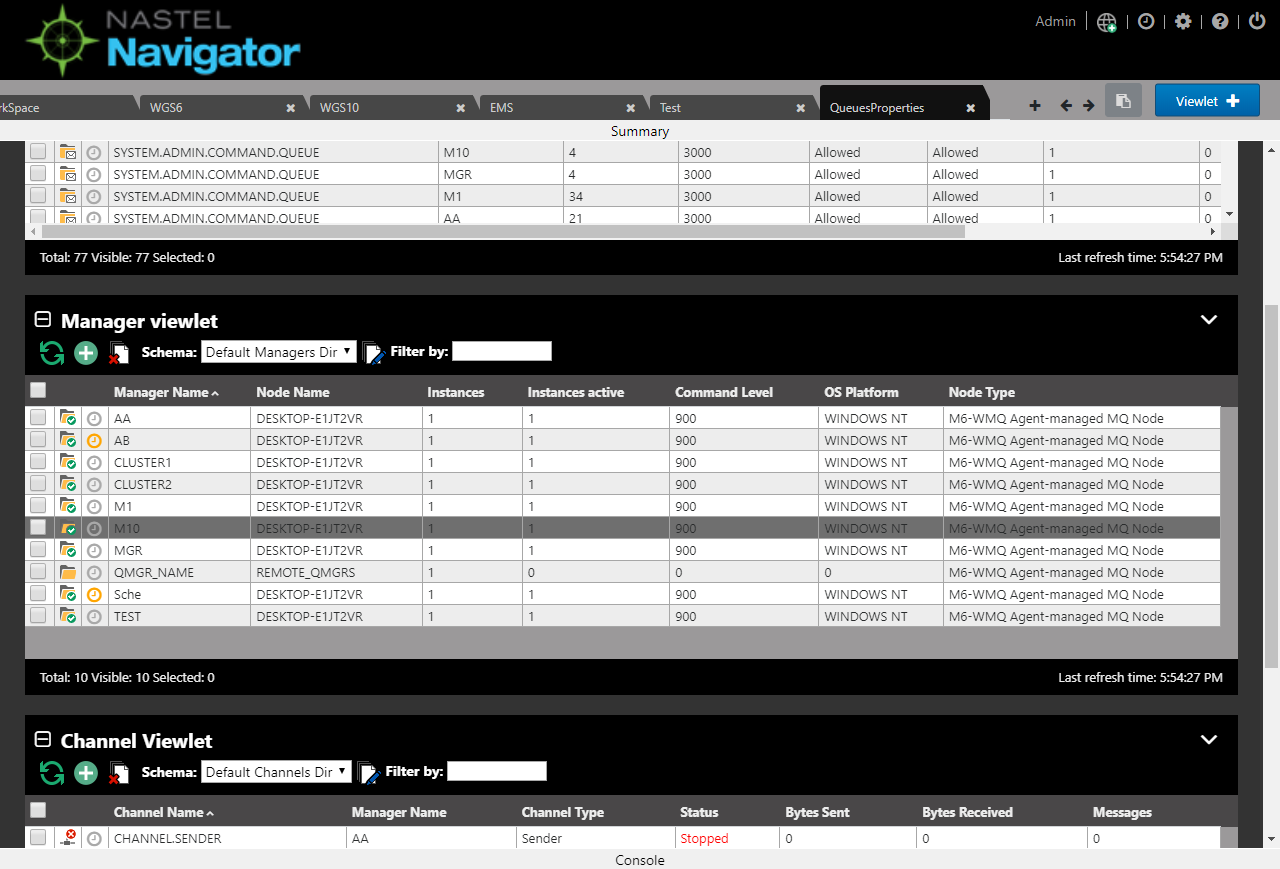 NASTEL
Navigator
Admin
rkSpace WGS6 WGS10 EMS Test QueuesProperties Viewlet
Summary
SYSTEM.ADMIN.COMMAND.QUEUE M10 4 3000 Allowed Allowed 1 0
SYSTEM.ADMIN.COMMAND.QUEUE MGR 4 3000 Allowed Allowed 1 0
SYSTEM.ADMIN.COMMAND.QUEUE M1 34 3000 Allowed Allowed 1 0
SYSTEM.ADMIN.COMMAND.QUEUE AA 21 3000 Allowed Allowed 1 0
Total: 77 Visible: 77 Selected: 0 Last refresh time: 5:54:27 PM
Manager viewlet
Schema: Default Managers Dir Filter by:
Manager Name Node Name Instances Instances active Command Level OS Platform Node Type
AA DESKTOP-E1JT2VR 1 1 900 WINDOWS NT M6-WMQ Agent-managed MQ Node
AB DESKTOP-E1JT2VR 1 1 900 WINDOWS NT M6-WMQ Agent-managed MQ Node
CLUSTER1 DESKTOP-E1JT2VR 1 1 900 WINDOWS NT M6-WMQ Agent-managed MQ Node
CLUSTER2 DESKTOP-E1JT2VR 1 1 900 WINDOWS NT M6-WMQ Agent-managed MQ Node
M1 DESKTOP-E1JT2VR 1 1 900 WINDOWS NT M6-WMQ Agent-managed MQ Node
M10 DESKTOP-E1JT2VR 1 1 900 WINDOWS NT M6-WMQ Agent-managed MQ Node
MGR DESKTOP-E1JT2VR 1 1 900 WINDOWS NT M6-WMQ Agent-managed MQ Node
QMGR_NAME REMOTE_QMGRS 1 0 0 0 M6-WMQ Agent-managed MQ Node
Sche DESKTOP-E1JT2VR 1 1 900 WINDOWS NT M6-WMQ Agent-managed MQ Node
TEST DESKTOP-E1JT2VR 1 1 900 WINDOWS NT M6-WMQ Agent-managed MQ Node
Total: 10 Visible: 10 Selected: 0 Last refresh time: 5:54:27 PM
Channel Viewlet
Schema: Default Channels Dir Filter by:
Channel Name Manager Name Channel Type Status Bytes Sent Bytes Received Messages
CHANNEL.SENDER AA Sender Stopped 0 0 0
Console